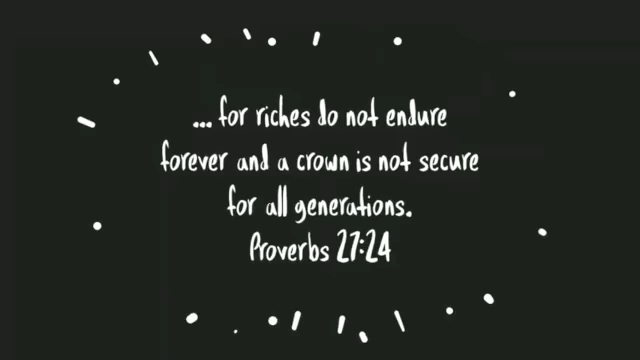 ... for riches do not endure
forever and a crown is not secure
for all generations.
Proverbs 27:24